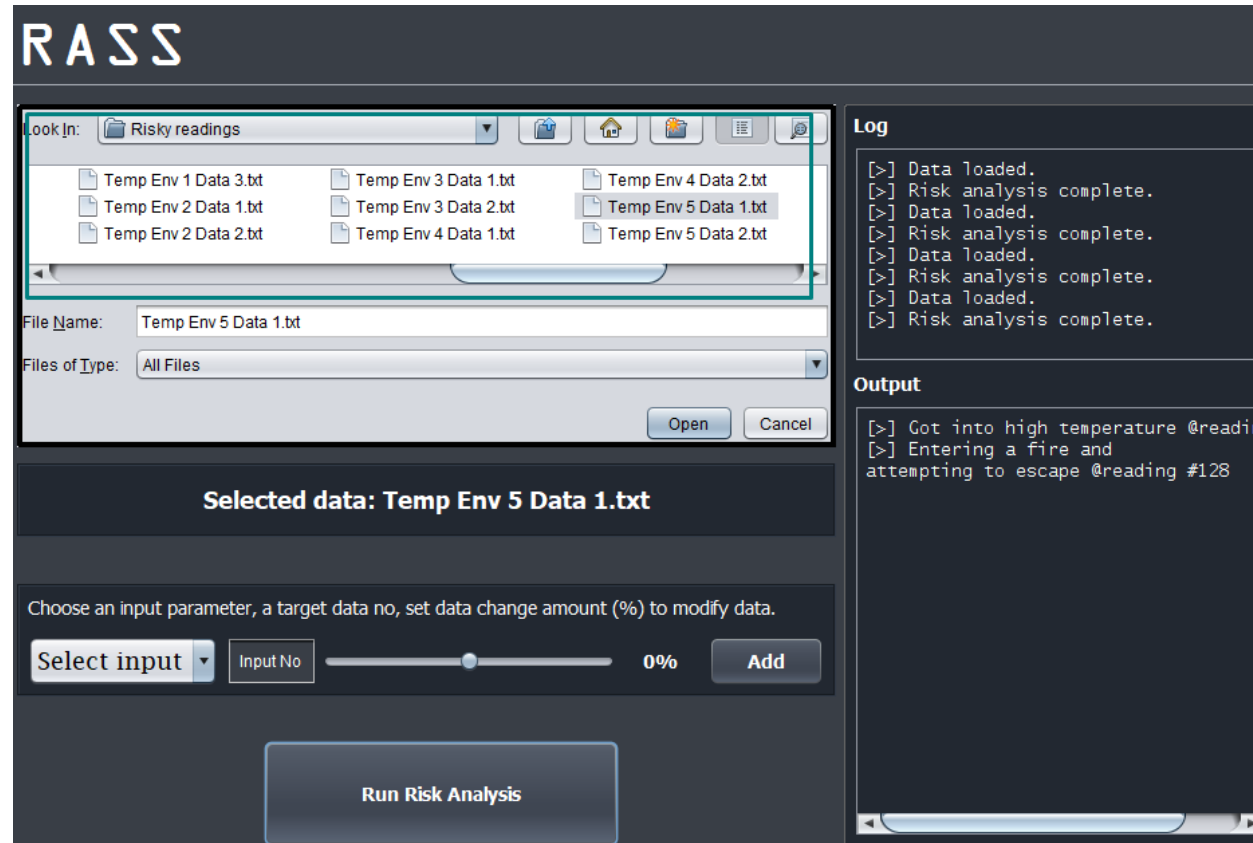 RASS
Look In: Risky readings
Temp Env 1 Data 3.txt
Temp Env 2 Data 1.txt
Temp Env 2 Data 2.txt
Temp Env 3 Data 1.txt
Temp Env 3 Data 2.txt
Temp Env 4 Data 1.txt
Temp Env 4 Data 2.txt
Temp Env 5 Data 1.txt
Temp Env 5 Data 2.txt
File Name: Temp Env 5 Data 1.txt
Files of Type: All Files
Open Cancel
Selected data: Temp Env 5 Data 1.txt
Choose an input parameter, a target data no, set data change amount (%) to modify data.
Select input Input No 0% Add
Run Risk Analysis
Log
[>] Data loaded.
[>] Risk analysis complete.
[>] Data loaded.
[>] Risk analysis complete.
[>] Data loaded.
[>] Risk analysis complete.
[>] Data loaded.
[>] Risk analysis complete.
Output
[>] Got into high temperature
[>] Entering a fire and
attempting to escape @reading #128